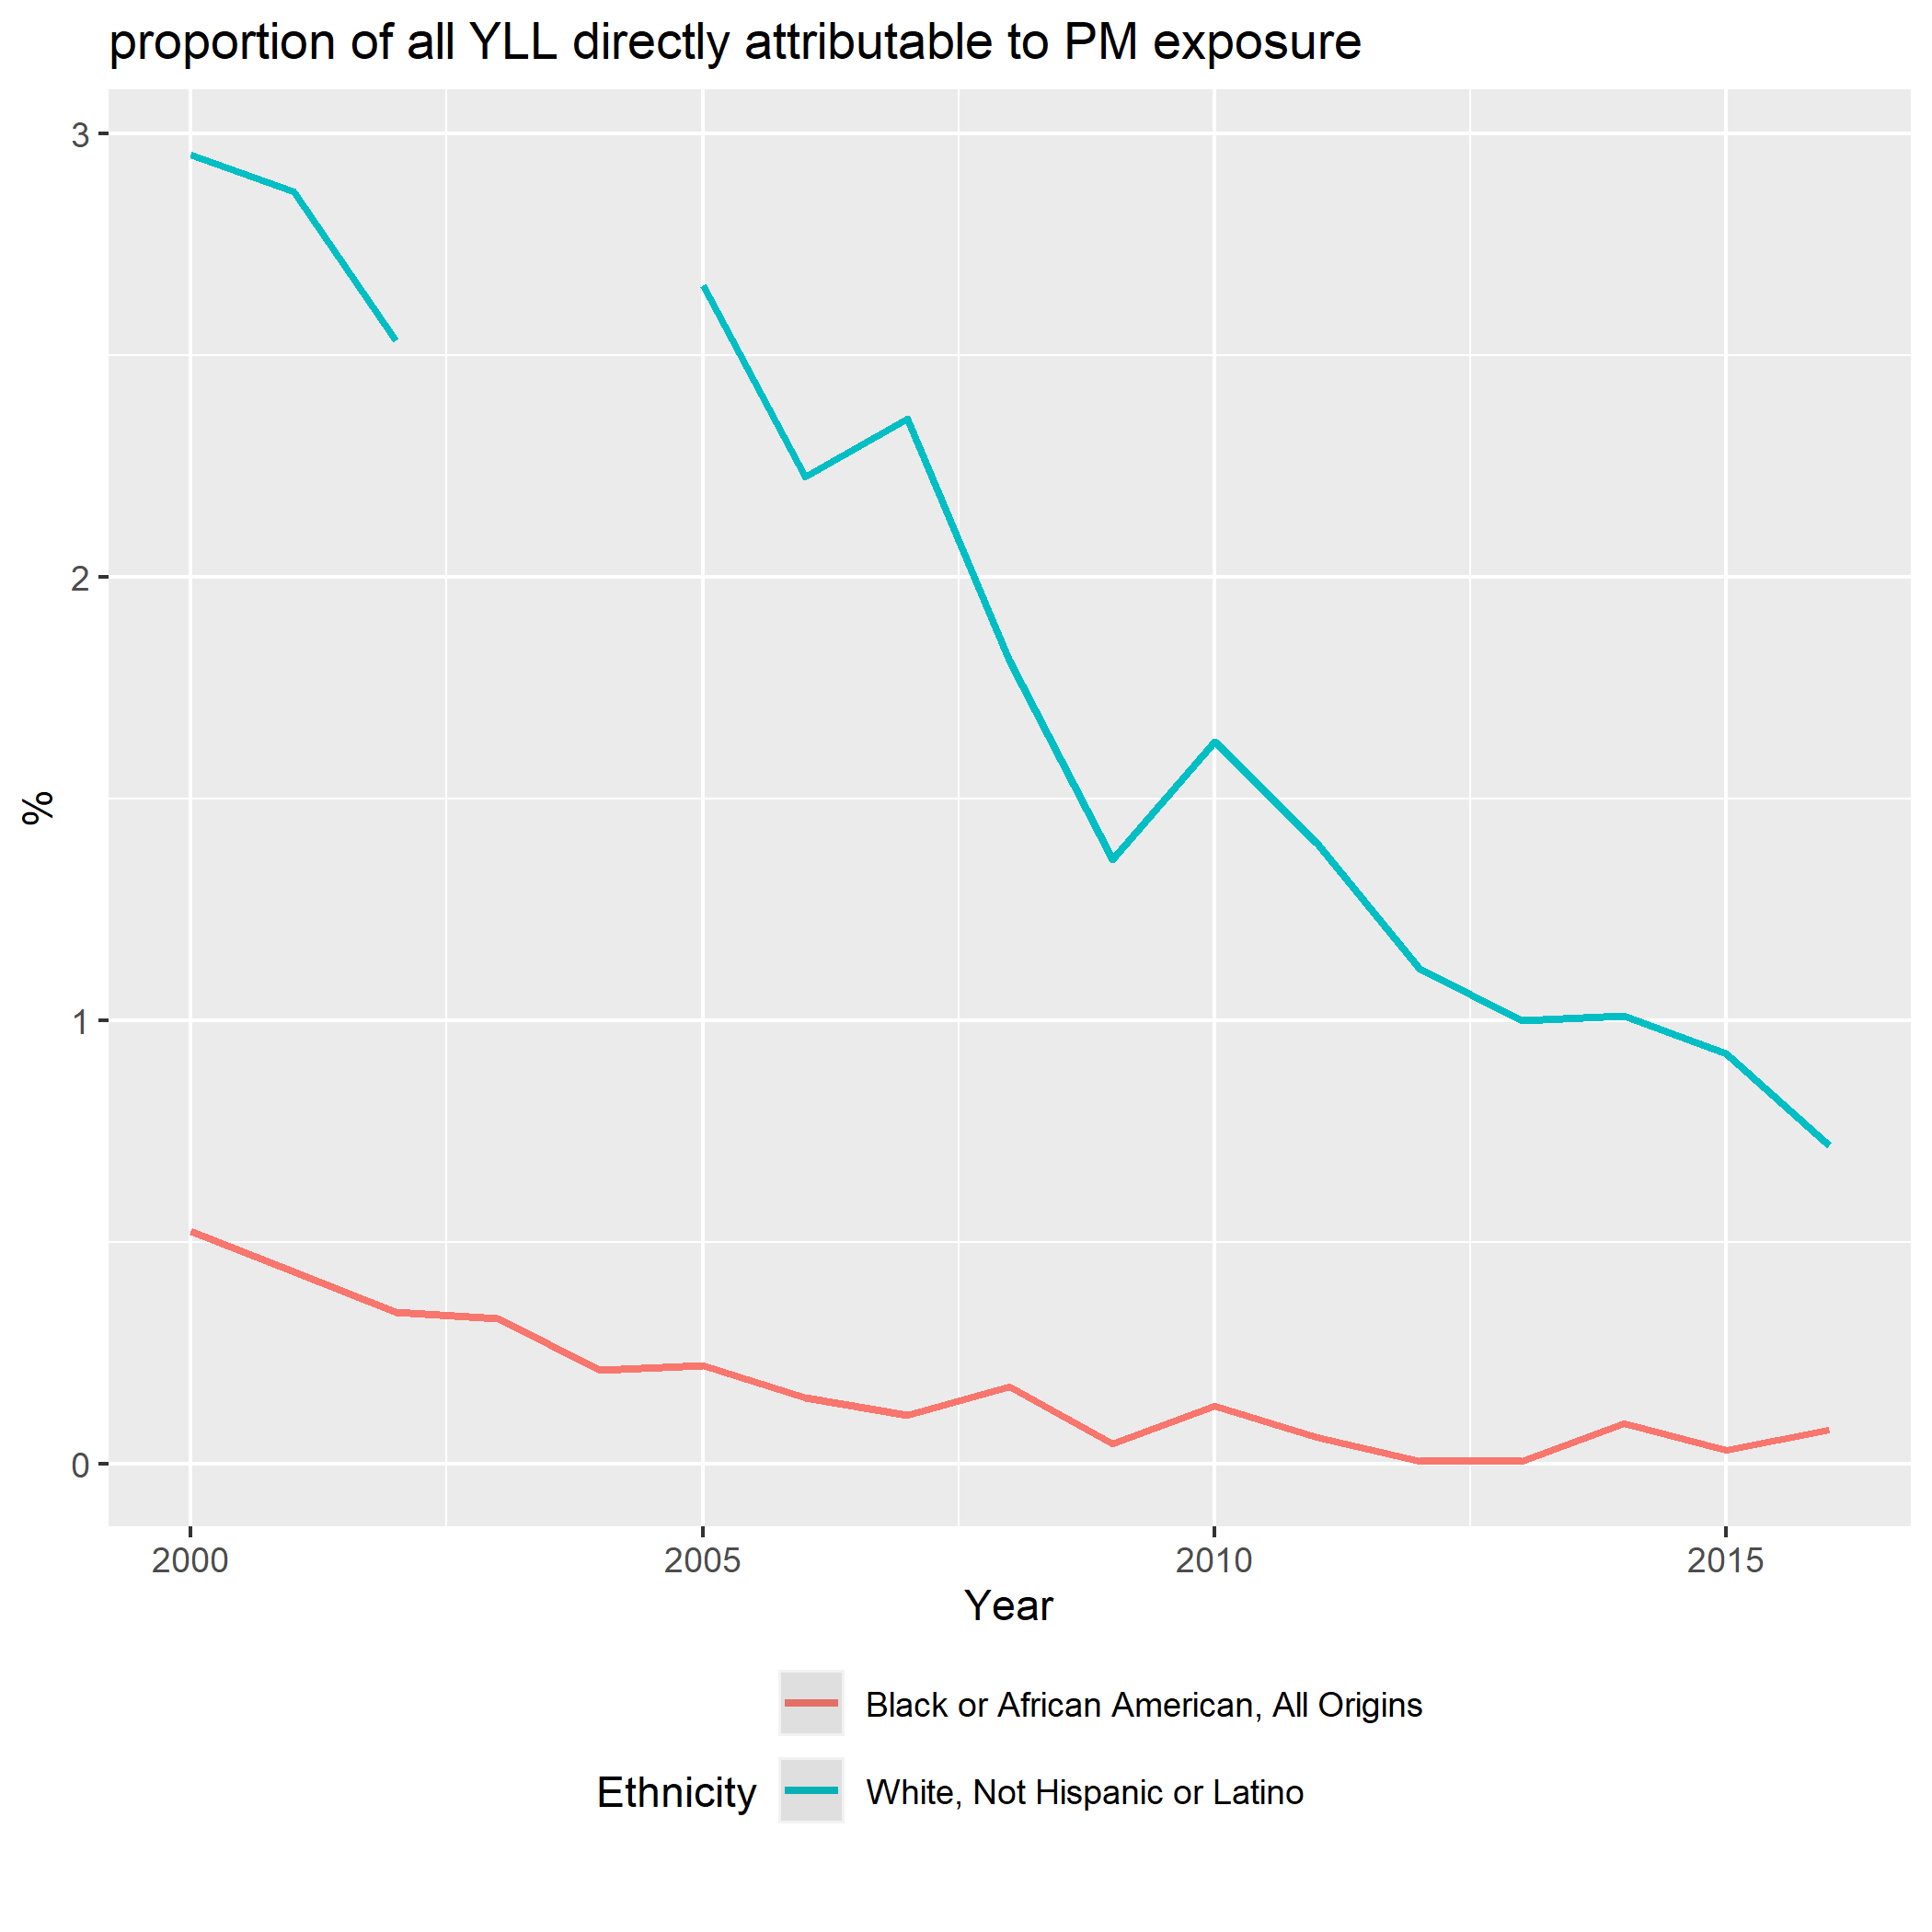 proportion of all YLL directly attributable to PM exposure
3
2
1
0
%
2000 2005 2010 2015
Year
Ethnicity
Black or African American, All Origins
White, Not Hispanic or Latino